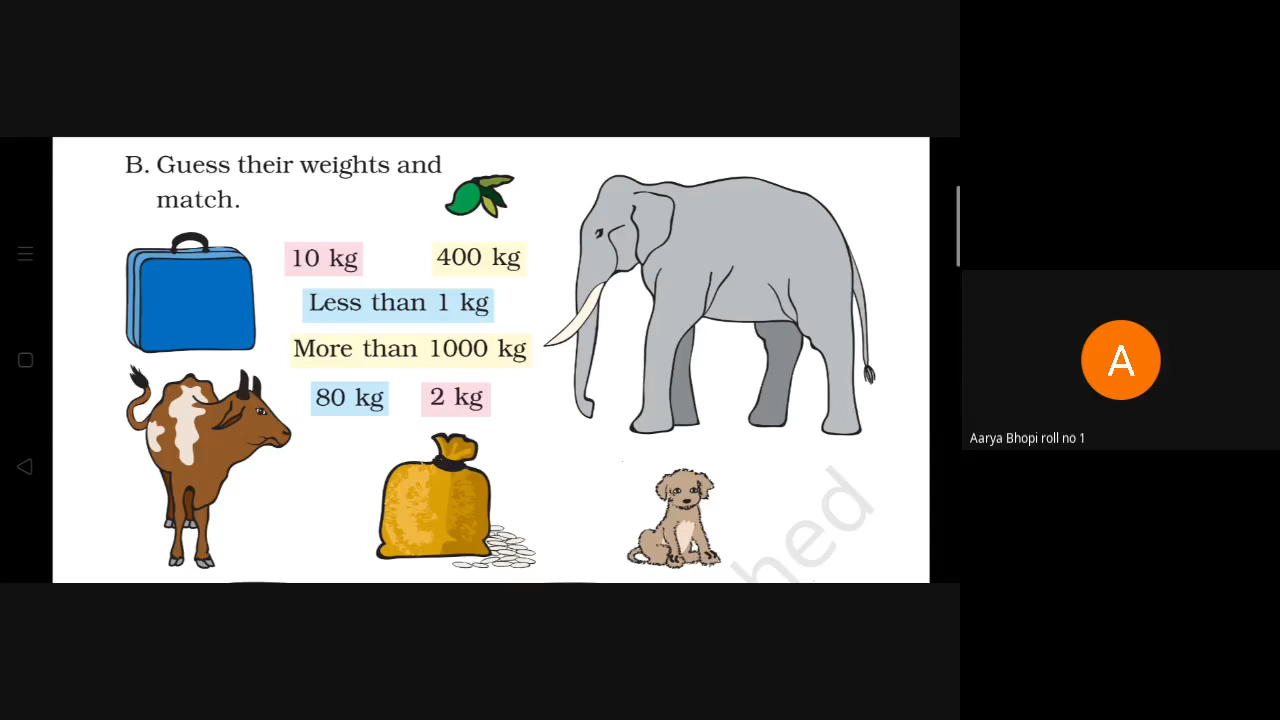 B. Guess their weights and
match.
10 kg
400 kg
Less than 1 kg
More than 1000 kg
80 kg
2 kg
hed
A
Aarya Bhopi roll no 1